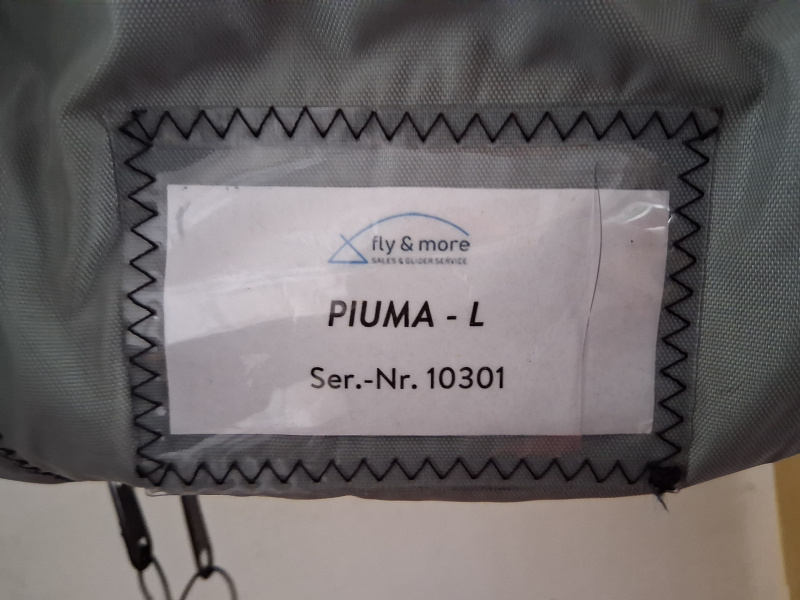 fly & more
SALES & GLIDER SERVICE
PIUMA - L
Ser.-Nr. 10301